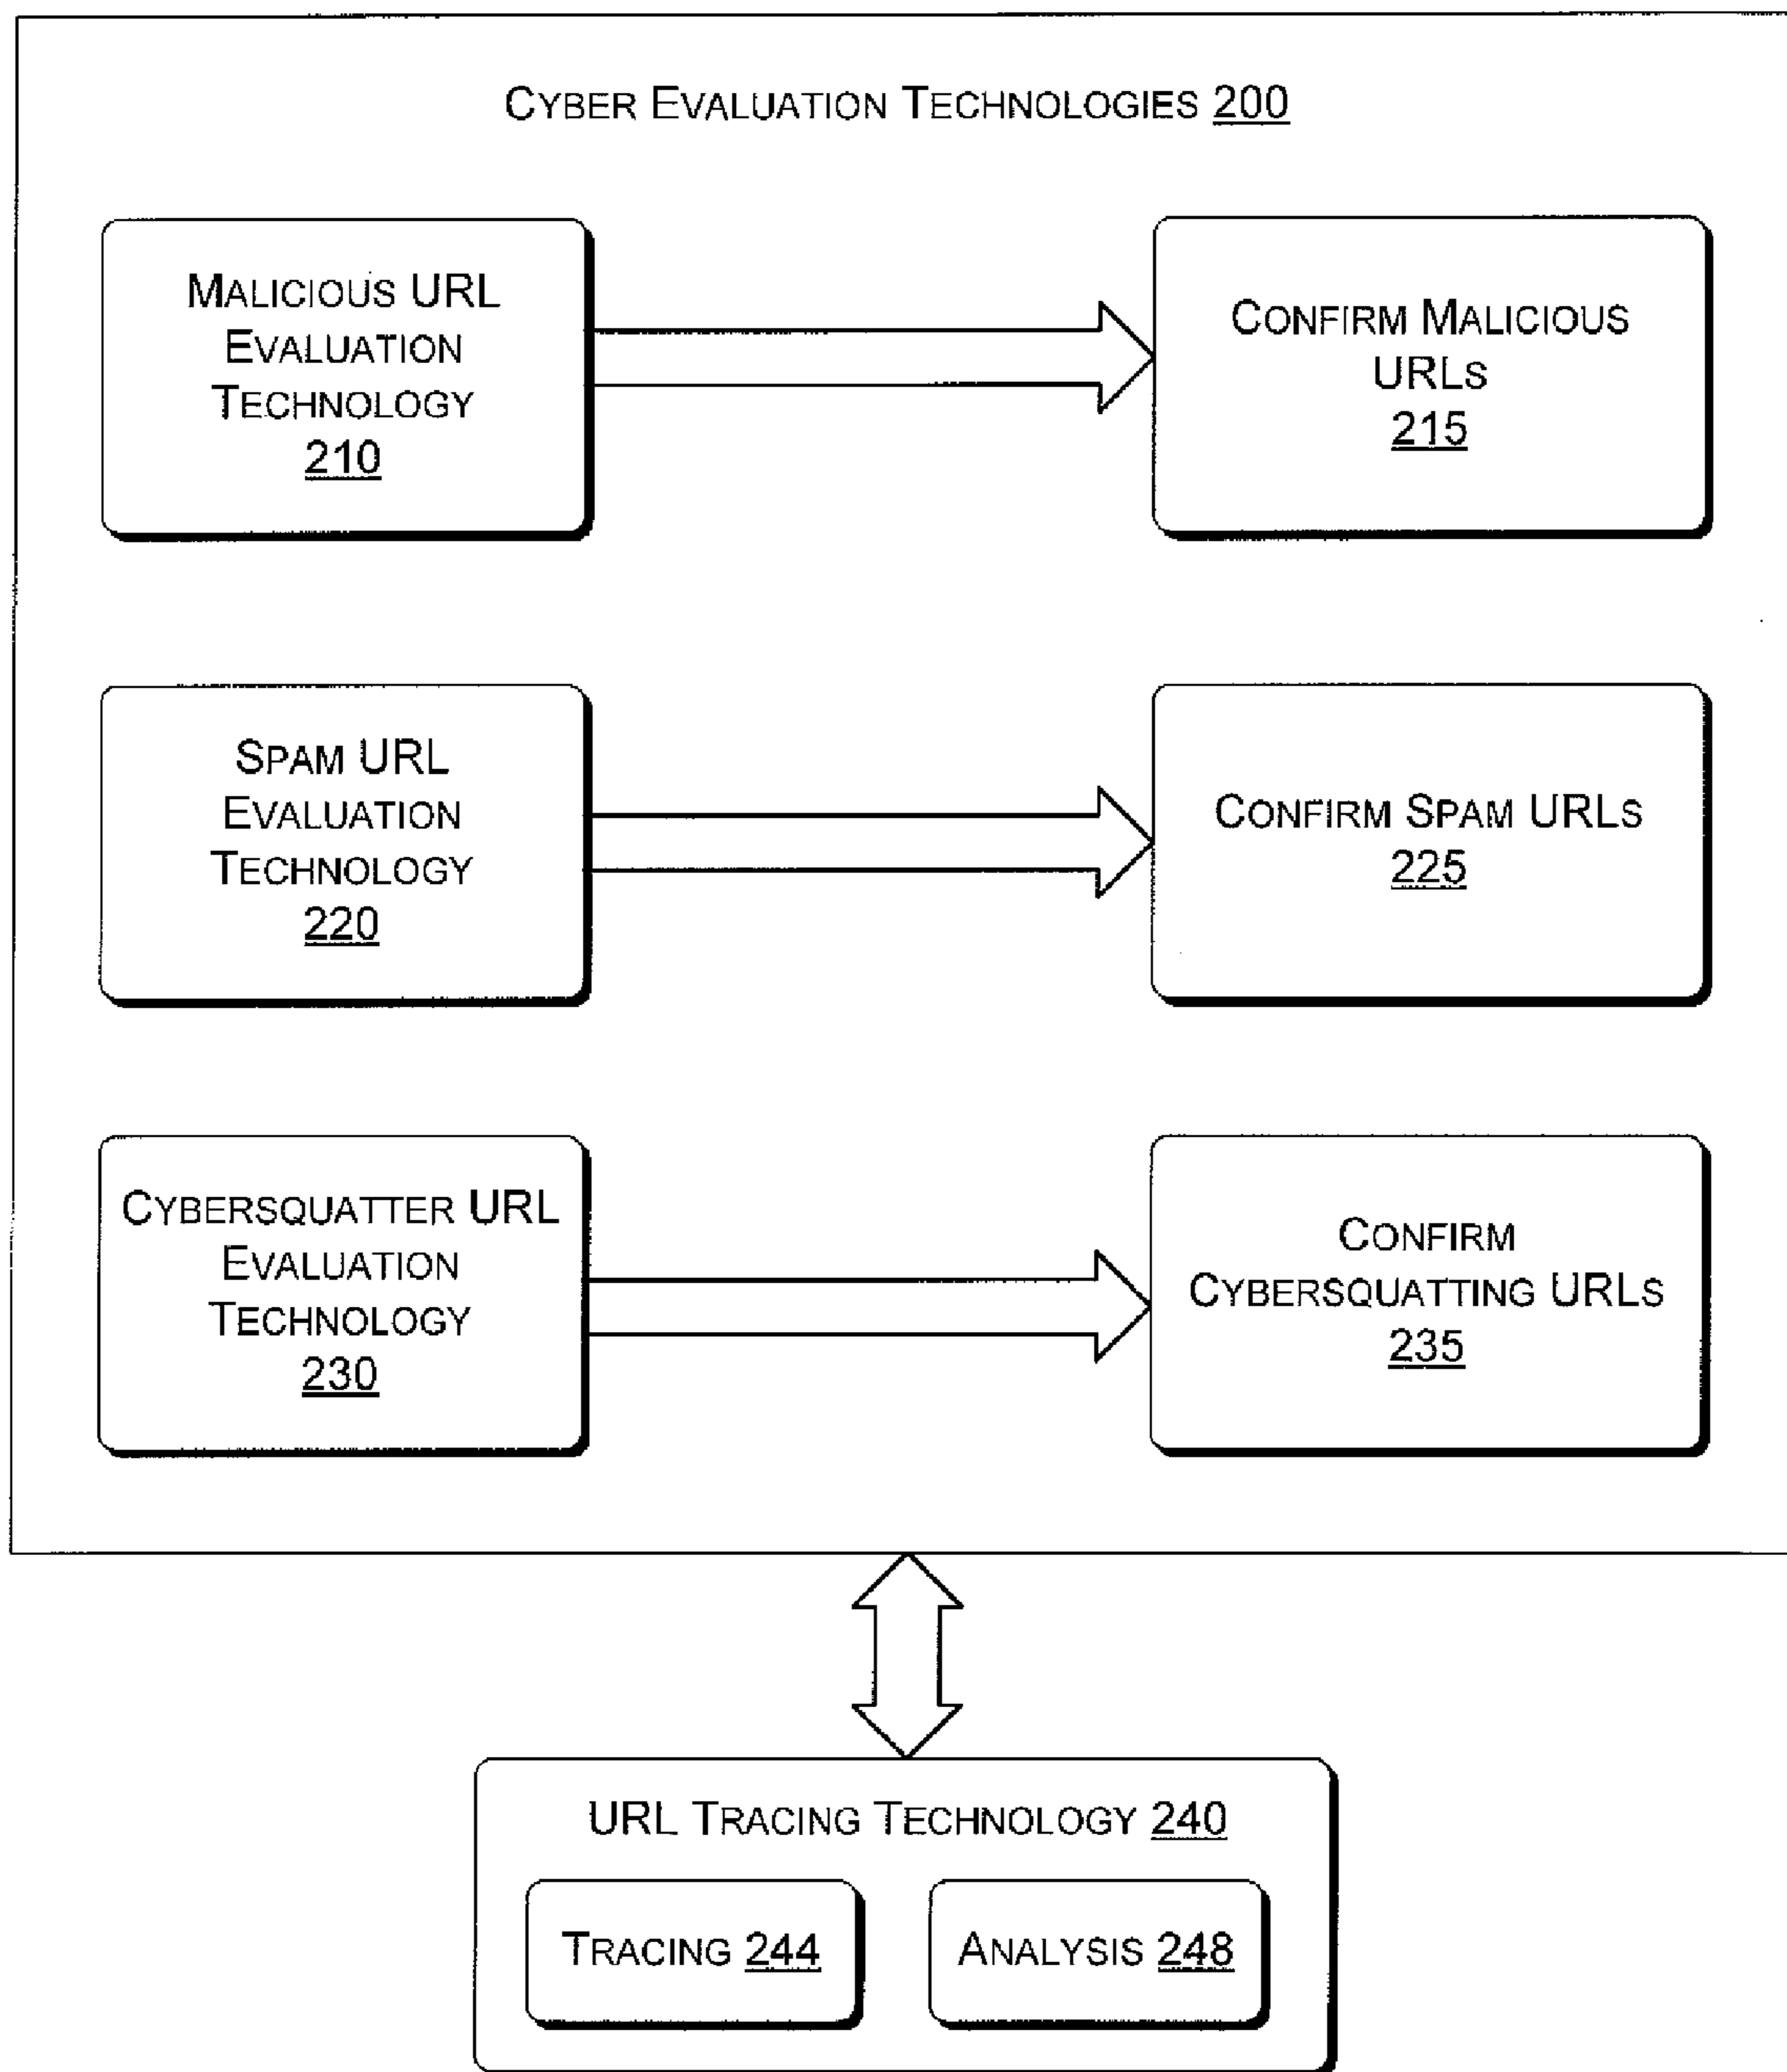 CYBER EVALUATION TECHNOLOGIES 200
MALICIOUS URL
EVALUATION
TECHNOLOGY
210
CONFIRM MALICIOUS
URLS
215
SPAM URL
EVALUATION
TECHNOLOGY
220
CONFIRM SPAM URLS
225
CYBERSQUATTER URL
EVALUATION
TECHNOLOGY
230
CONFIRM
CYBERSQUATTING URLS
235
URL TRACING TECHNOLOGY 240
TRACING 244
ANALYSIS 248